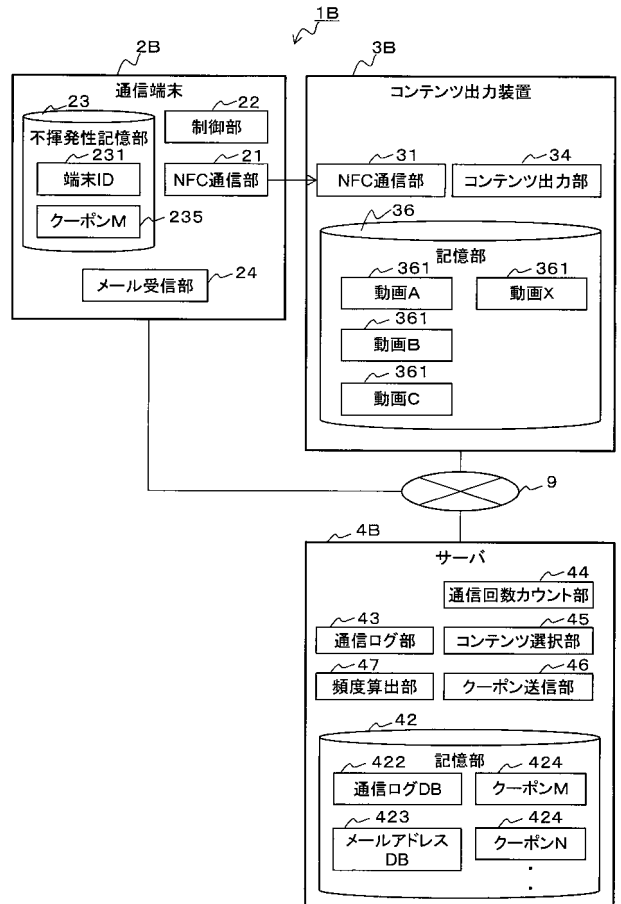 1B
2B
通信端末
23
不揮発性記憶部
231
端末ID
クーポンM
235
22
制御部
21
NFC通信部
24
メール受信部
3B
コンテンツ出力装置
31
NFC通信部
34
コンテンツ出力部
36
記憶部
361
動画A
361
動画X
361
動画B
361
動画C
9
4B
サーバ
44
通信回数カウント部
43
通信ログ部
45
コンテンツ選択部
47
頻度算出部
46
クーポン送信部
42
記憶部
422
通信ログDB
424
クーポンM
423
メールアドレス
DB
424
クーポンN